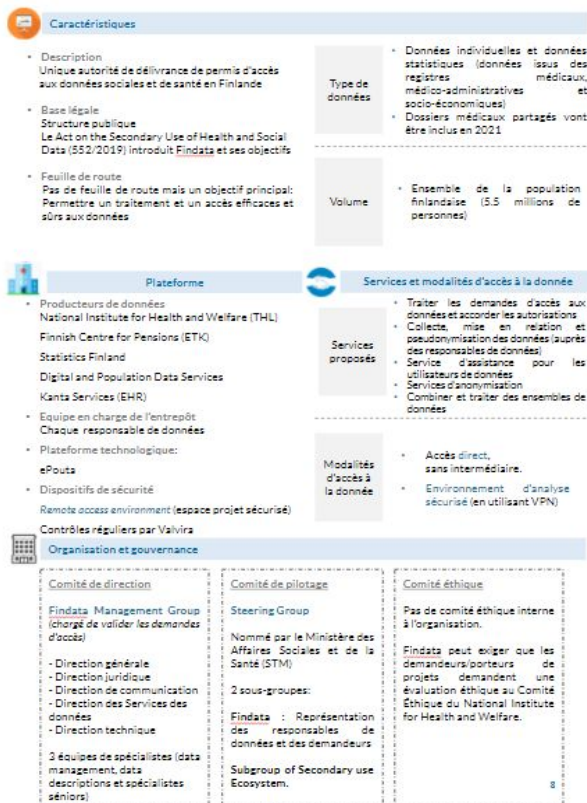 Caractéristiques
• Description
Unique autorité de délivrance de permis d'accès
aux données sociales et de santé en Finlande
• Base légale
Structure publique
Le Act on the Secondary Use of Health and Social
Data (552/2019) introduit Findata et ses objectifs
• Feuille de route
Pas de feuille de route mais un objectif principal:
Permettre un traitement et un accès efficaces et
sûrs aux données
Type de
données
• Données individuelles et données
statistiques (données issus des
registres médicaux,
médico-administratives et
socio-économiques)
• Dossiers médicaux partagés vont
être inclus en 2021
Volume
• Ensemble de la population
finlandaise (5.5 millions de
personnes)
Plateforme
• Producteurs de données
National Institute for Health and Welfare (THL)
Finnish Centre for Pensions (ETK)
Statistics Finland
Digital and Population Data Services
Kanta Services (EHR)
• Equipe en charge de l'entrepôt
Chaque responsable de données
• Plateforme technologique:
ePouta
• Dispositifs de sécurité
Remote access environment (espace projet sécurisé)
Contrôles réguliers par Valvira
Services et modalités d'accès à la donnée
Services
proposés
• Traiter les demandes d'accès aux
données et accorder les autorisations
• Collecte, mise en relation et
pseudonymisation des données (auprès
des responsables de données)
• Service d'assistance pour les
utilisateurs de données
• Services d'anonymisation
• Combiner et traiter des ensembles de
données
Modalités
d'accès à
la donnée
• Accès direct,
sans intermédiaire.
• Environnement d'analyse
sécurisé (en utilisant VPN)
Organisation et gouvernance
Comité de direction
Findata Management Group
(chargé de valider les demandes
d'accès)
- Direction générale
- Direction juridique
- Direction de communication
- Direction des Services des
données
- Direction technique
3 équipes de spécialistes (data
management, data
descriptions et spécialistes
séniors)
Comité de pilotage
Steering Group
Nommé par le Ministère des
Affaires Sociales et de la
Santé (STM)
2 sous-groupes:
Findata : Représentation
des responsables de
données et des demandeurs
Subgroup of Secondary use
Ecosystem.
Comité éthique
Pas de comité éthique interne
à l'organisation.
Findata peut exiger que les
demandeurs/porteurs de
projets demandent une
évaluation éthique au Comité
Éthique du National Institute
for Health and Welfare.
8